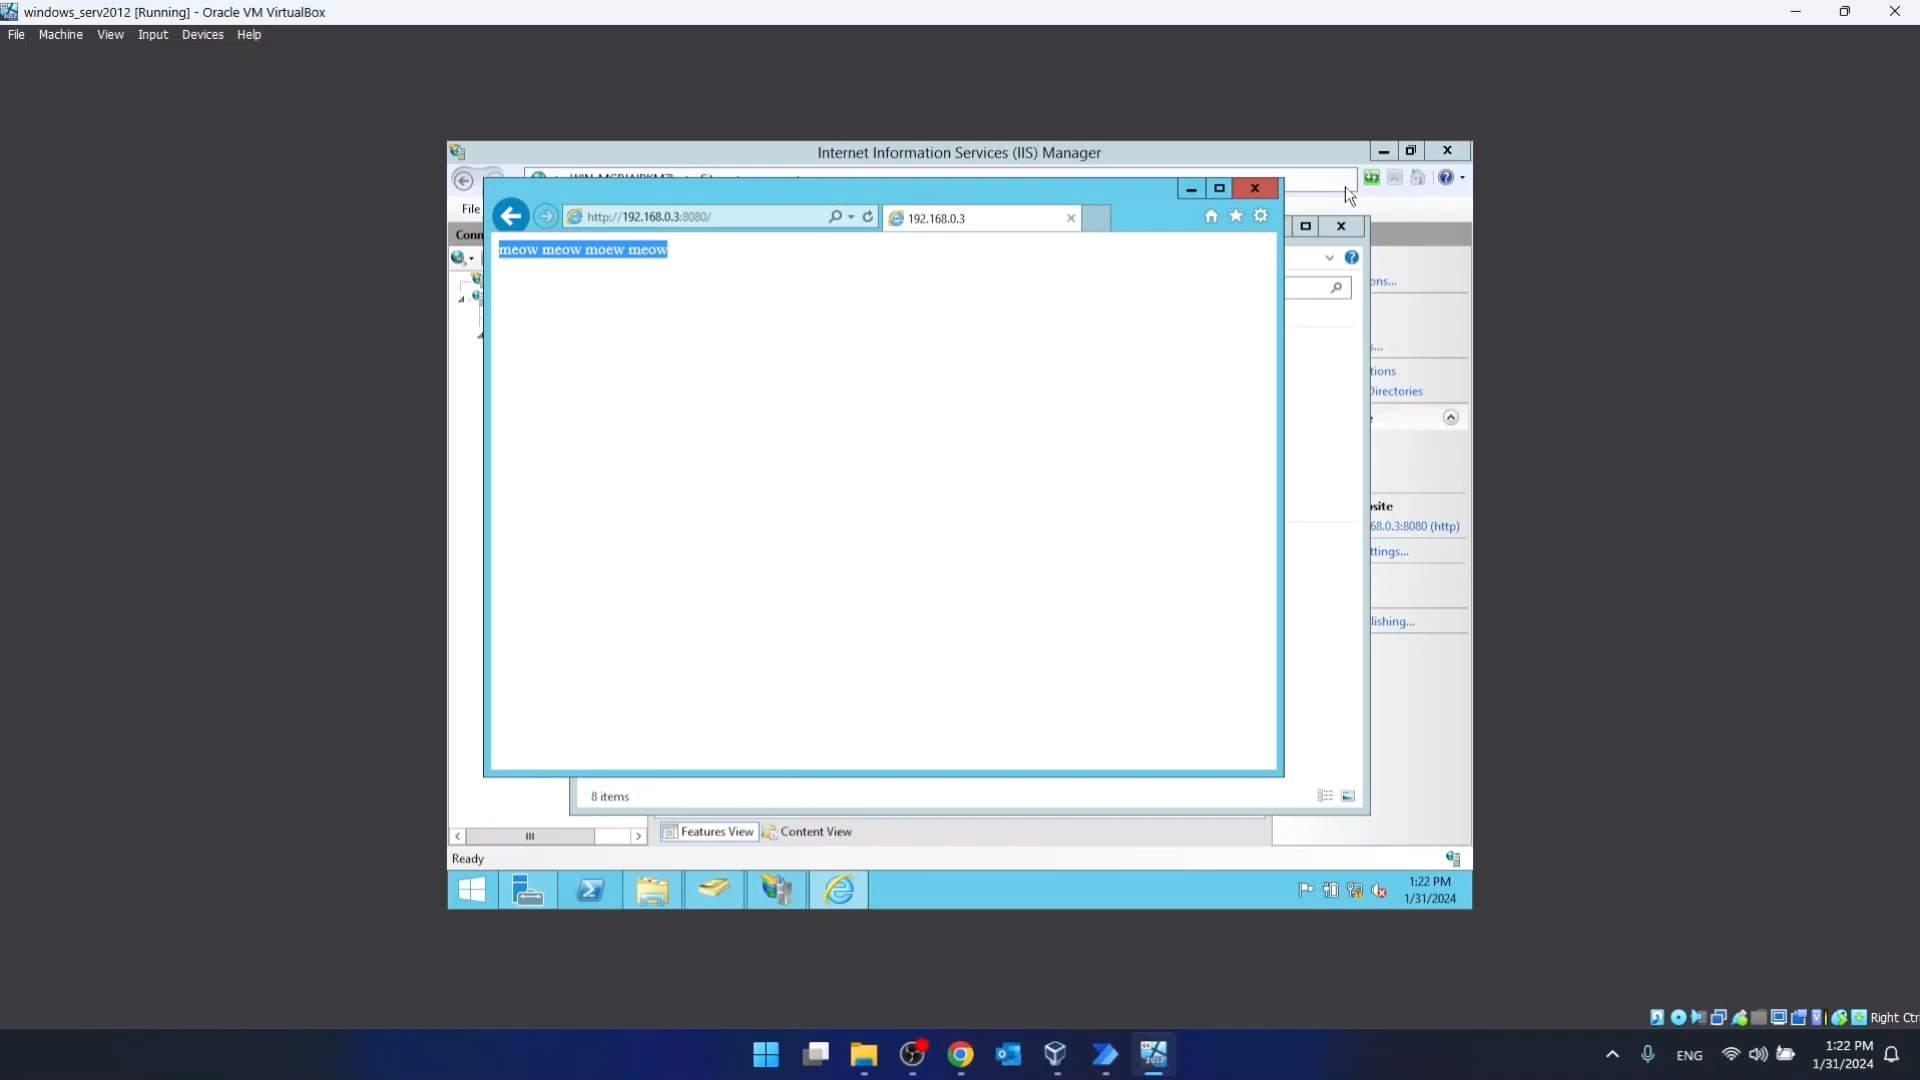 windows_serv2012 [Running] - Oracle VM VirtualBox
File Machine View Input Devices Help
Internet Information Services (IIS) Manager
File
Conn
http://192.168.0.3:8080/
192.168.0.3
meow meow moew meow
ons...
s...
tions
Directories
site
68.0.3:8080 (http)
ttings...
lishing...
8 items
Features View
Content View
Ready
1:22 PM
1/31/2024
Right Ctr
ENG
1:22 PM
1/31/2024